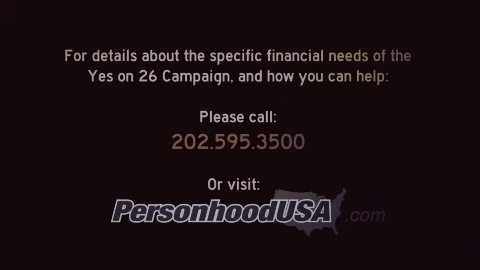 For details about the specific financial needs of the
Yes on 26 Campaign, and how you can help:
Please call:
202.595.3500
Or visit:
PersonhoodUSA.com